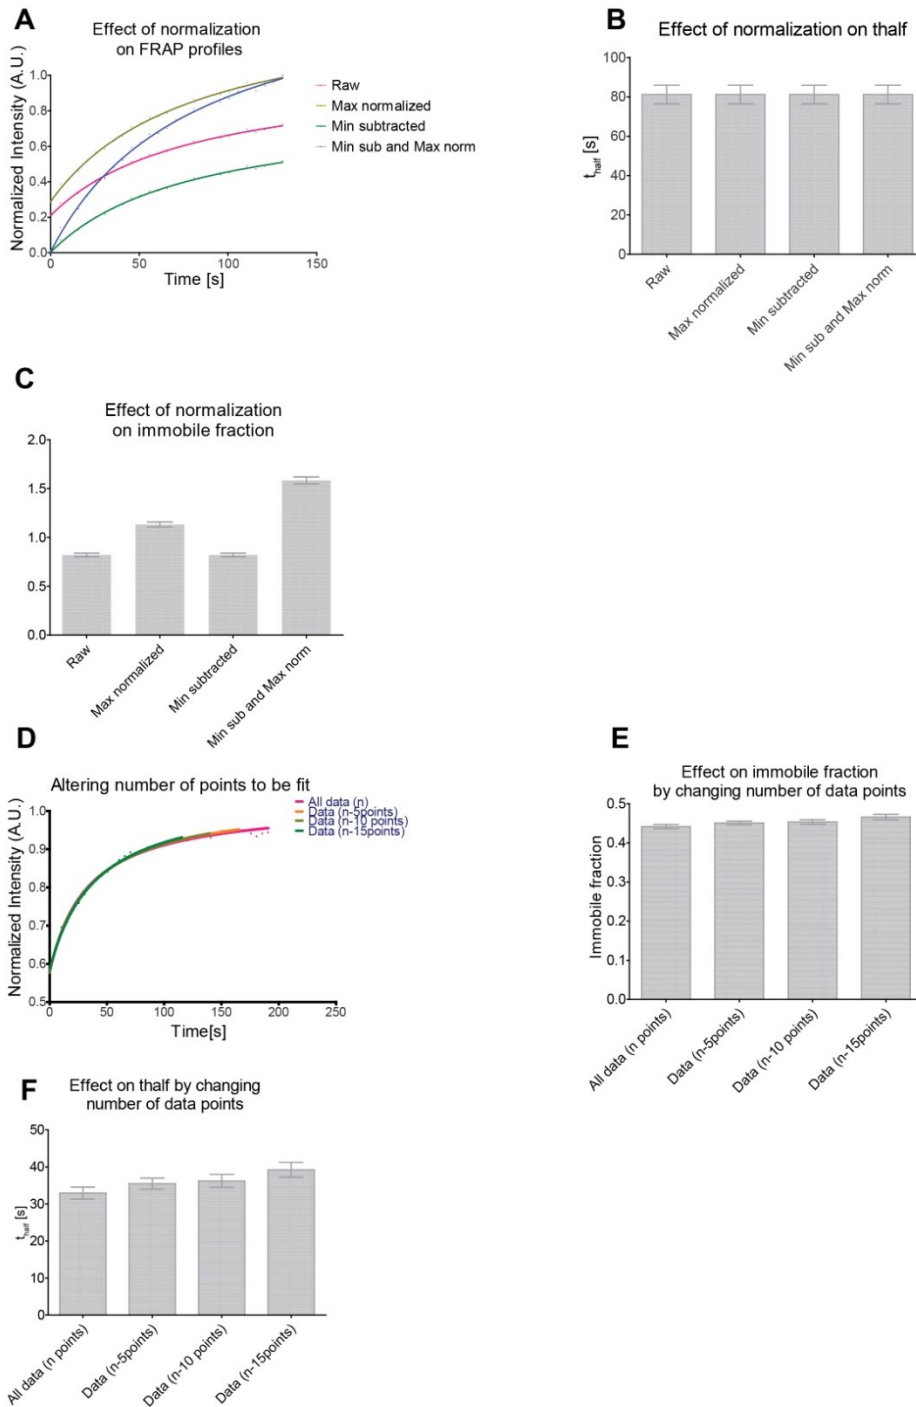 A
Effect of normalization
on FRAP profiles
Normalized Intensity (A.U.)
1.0
0.8
0.6
0.4
0.2
0.0
0
50
100
150
Time [s]
Raw
Max normalized
Min subtracted
Min sub and Max norm
B
Effect of normalization on thalf
t half [s]
100
80
60
40
20
0
Raw
Max normalized
Min subtracted
Min sub and Max norm
C
Effect of normalization
on immobile fraction
2.0
1.5
1.0
0.5
0.0
Raw
Max normalized
Min subtracted
Min sub and Max norm
D
Altering number of points to be fit
Normalized Intensity (A.U.)
1.0
0.9
0.8
0.7
0.6
0.5
0
50
100
150
200
250
Time[s]
All data (n)
Data (n-5points)
Data (n-10 points)
Data (n-15points)
E
Effect on immobile fraction
by changing number of data points
Immobile fraction
0.5
0.4
0.3
0.2
0.1
0.0
All data (n points)
Data (n-5points)
Data (n-10 points)
Data (n-15points)
F
Effect on thalf by changing
number of data points
t half [s]
50
40
30
20
10
0
All data (n points)
Data (n-5points)
Data (n-10 points)
Data (n-15points)